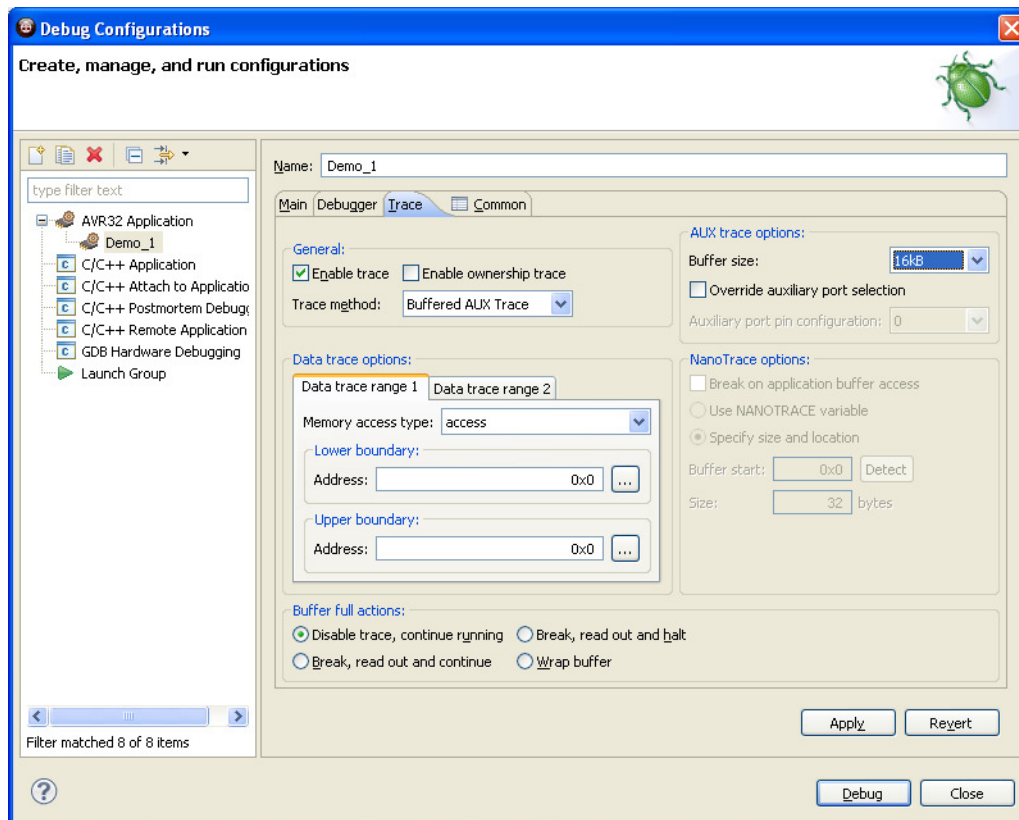 Debug Configurations
Create, manage, and run configurations
type filter text
AVR32 Application
Demo_1
C/C++ Application
C/C++ Attach to Applicatio
C/C++ Postmortem Debugg
C/C++ Remote Application
GDB Hardware Debugging
Launch Group
Filter matched 8 of 8 items
Name: Demo_1
Main Debugger Trace Common
General:
Enable trace Enable ownership trace
Trace method: Buffered AUX Trace
AUX trace options:
Buffer size: 16kB
Override auxiliary port selection
Auxiliary port pin configuration: 0
Data trace options:
Data trace range 1 Data trace range 2
Memory access type: access
Lower boundary:
Address: 0x0 ...
Upper boundary:
Address: 0x0 ...
NanoTrace options:
Break on application buffer access
Use NANOTRACE variable
Specify size and location
Buffer start: 0x0 Detect
Size: 32 bytes
Buffer full actions:
Disable trace, continue running Break, read out and halt
Break, read out and continue Wrap buffer
Apply Revert
? Debug Close